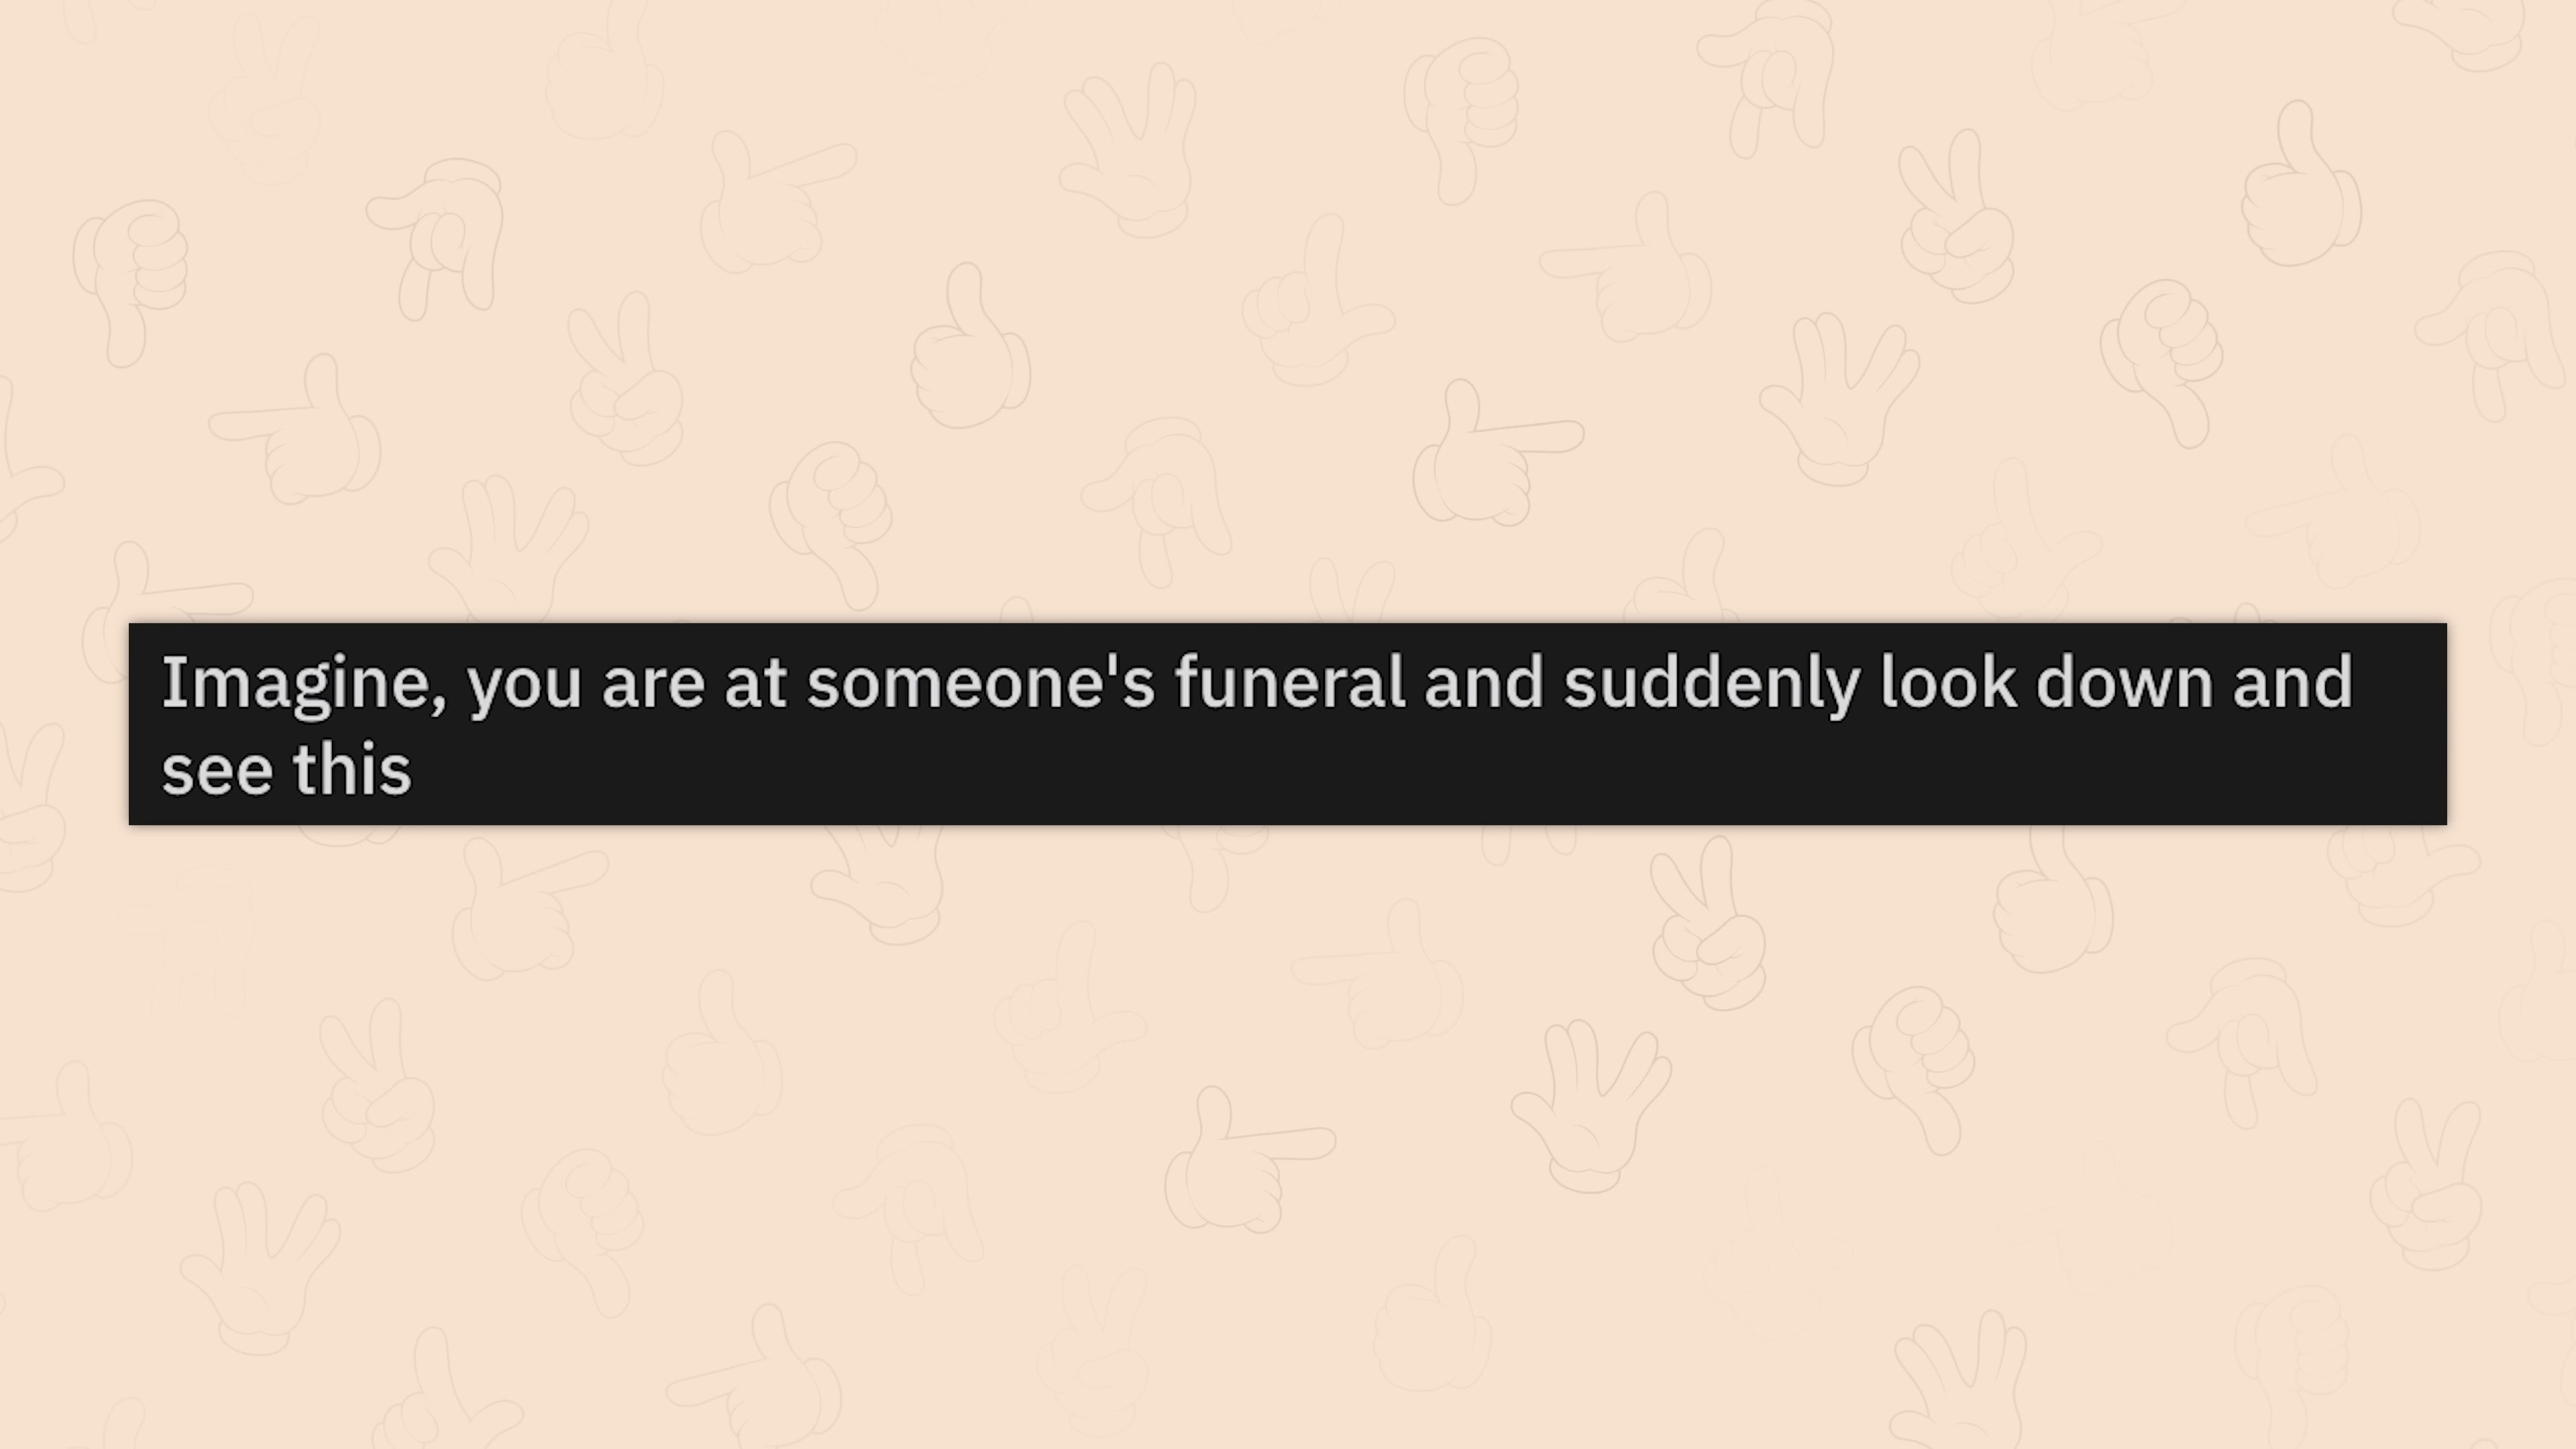 Imagine, you are at someone's funeral and suddenly look down and
see this